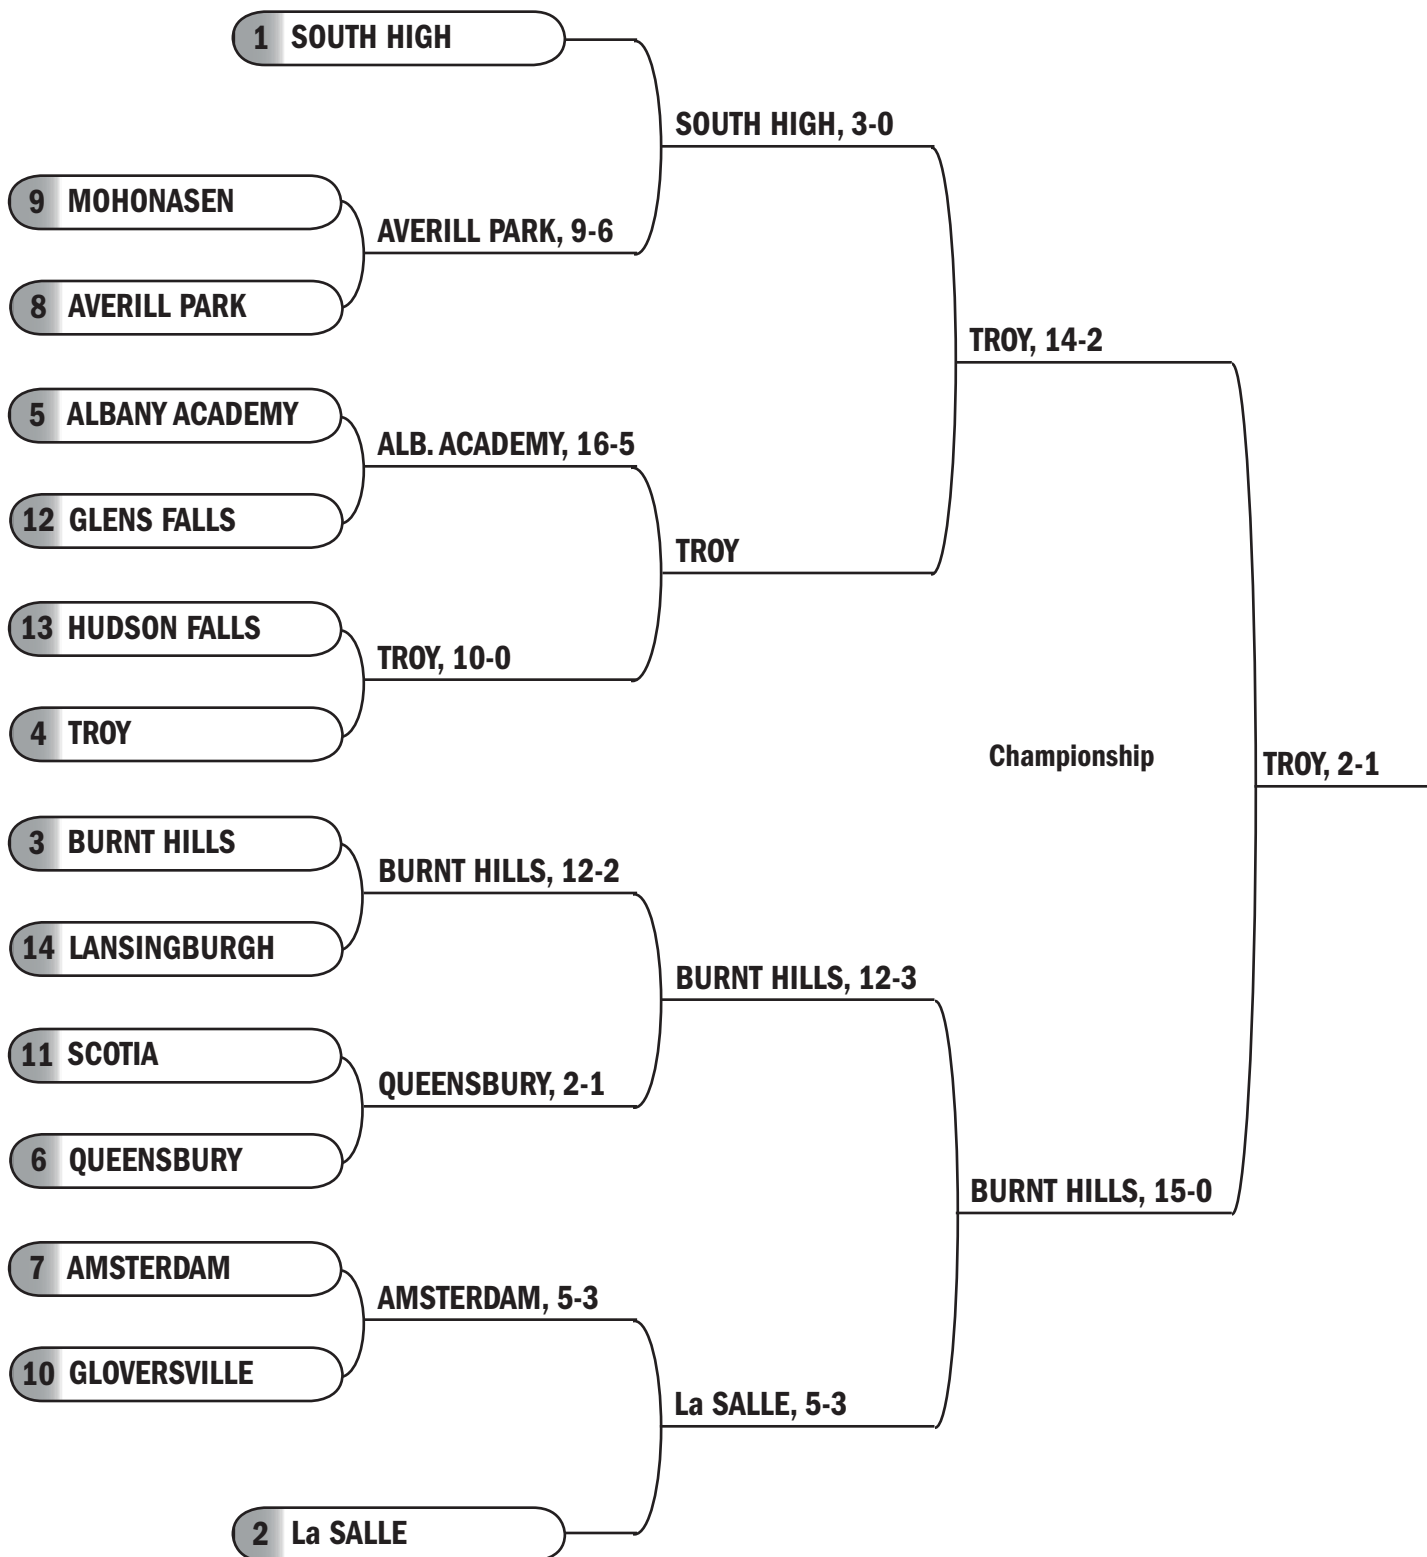 1 SOUTH HIGH
SOUTH HIGH, 3-0
9 MOHONASEN
AVERILL PARK, 9-6
8 AVERILL PARK
TROY, 14-2
5 ALBANY ACADEMY
ALB. ACADEMY, 16-5
12 GLENS FALLS
TROY
13 HUDSON FALLS
TROY, 10-0
4 TROY
Championship
TROY, 2-1
3 BURNT HILLS
BURNT HILLS, 12-2
14 LANSINGBURGH
BURNT HILLS, 12-3
11 SCOTIA
QUEENSBURY, 2-1
6 QUEENSBURY
BURNT HILLS, 15-0
7 AMSTERDAM
AMSTERDAM, 5-3
10 GLOVERSVILLE
La SALLE, 5-3
2 La SALLE